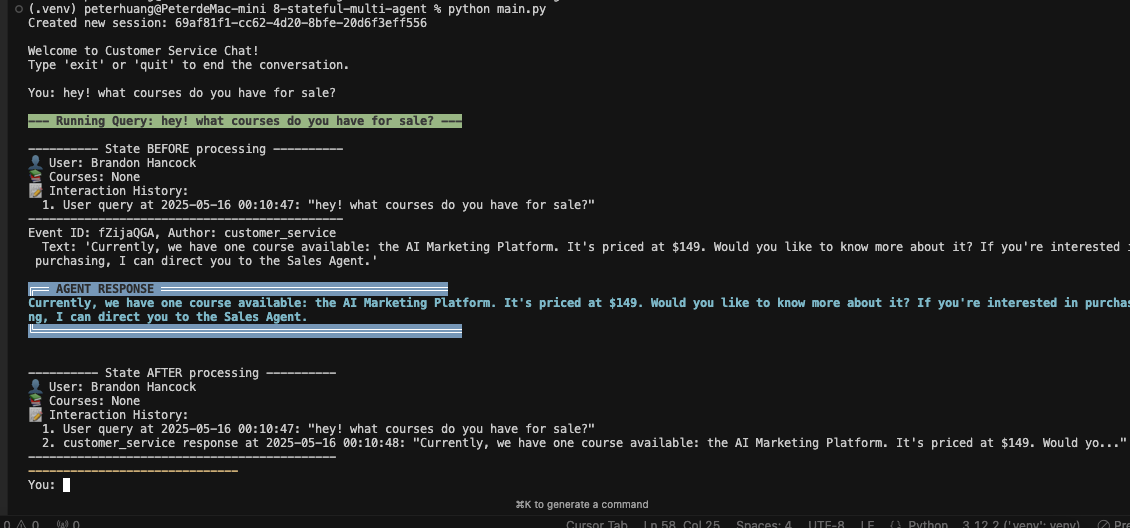 (.venv) peterhuang@PeterdeMac-mini 8-stateful-multi-agent % python main.py
Created new session: 69af81f1-cc62-4d20-8bfe-20d6f3eff556
Welcome to Customer Service Chat!
Type 'exit' or 'quit' to end the conversation.
You: hey! what courses do you have for sale?
--- Running Query: hey! what courses do you have for sale? ---
---------- State BEFORE processing ----------
👤 User: Brandon Hancock
📚 Courses: None
📝 Interaction History:
1. User query at 2025-05-16 00:10:47: "hey! what courses do you have for sale?"
---------------------------------------------
Event ID: fZijaQGA, Author: customer_service
Text: 'Currently, we have one course available: the AI Marketing Platform. It's priced at $149. Would you like to know more about it? If you're interested i
purchasing, I can direct you to the Sales Agent.'
╔══ AGENT RESPONSE ═════════════════════════════════════════
Currently, we have one course available: the AI Marketing Platform. It's priced at $149. Would you like to know more about it? If you're interested in purchas
ng, I can direct you to the Sales Agent.
╚═════════════════════════════════════════════════════════════
---------- State AFTER processing ----------
👤 User: Brandon Hancock
📚 Courses: None
📝 Interaction History:
1. User query at 2025-05-16 00:10:47: "hey! what courses do you have for sale?"
2. customer_service response at 2025-05-16 00:10:48: "Currently, we have one course available: the AI Marketing Platform. It's priced at $149. Would yo..."
--------------------------------------------
------------------------------
You:
⌘K to generate a command
0 0 0 Cursor Tab Ln 58, Col 25 Spaces: 4 UTF-8 LF {} Python 3.12.2 ('.venv': venv) Pre